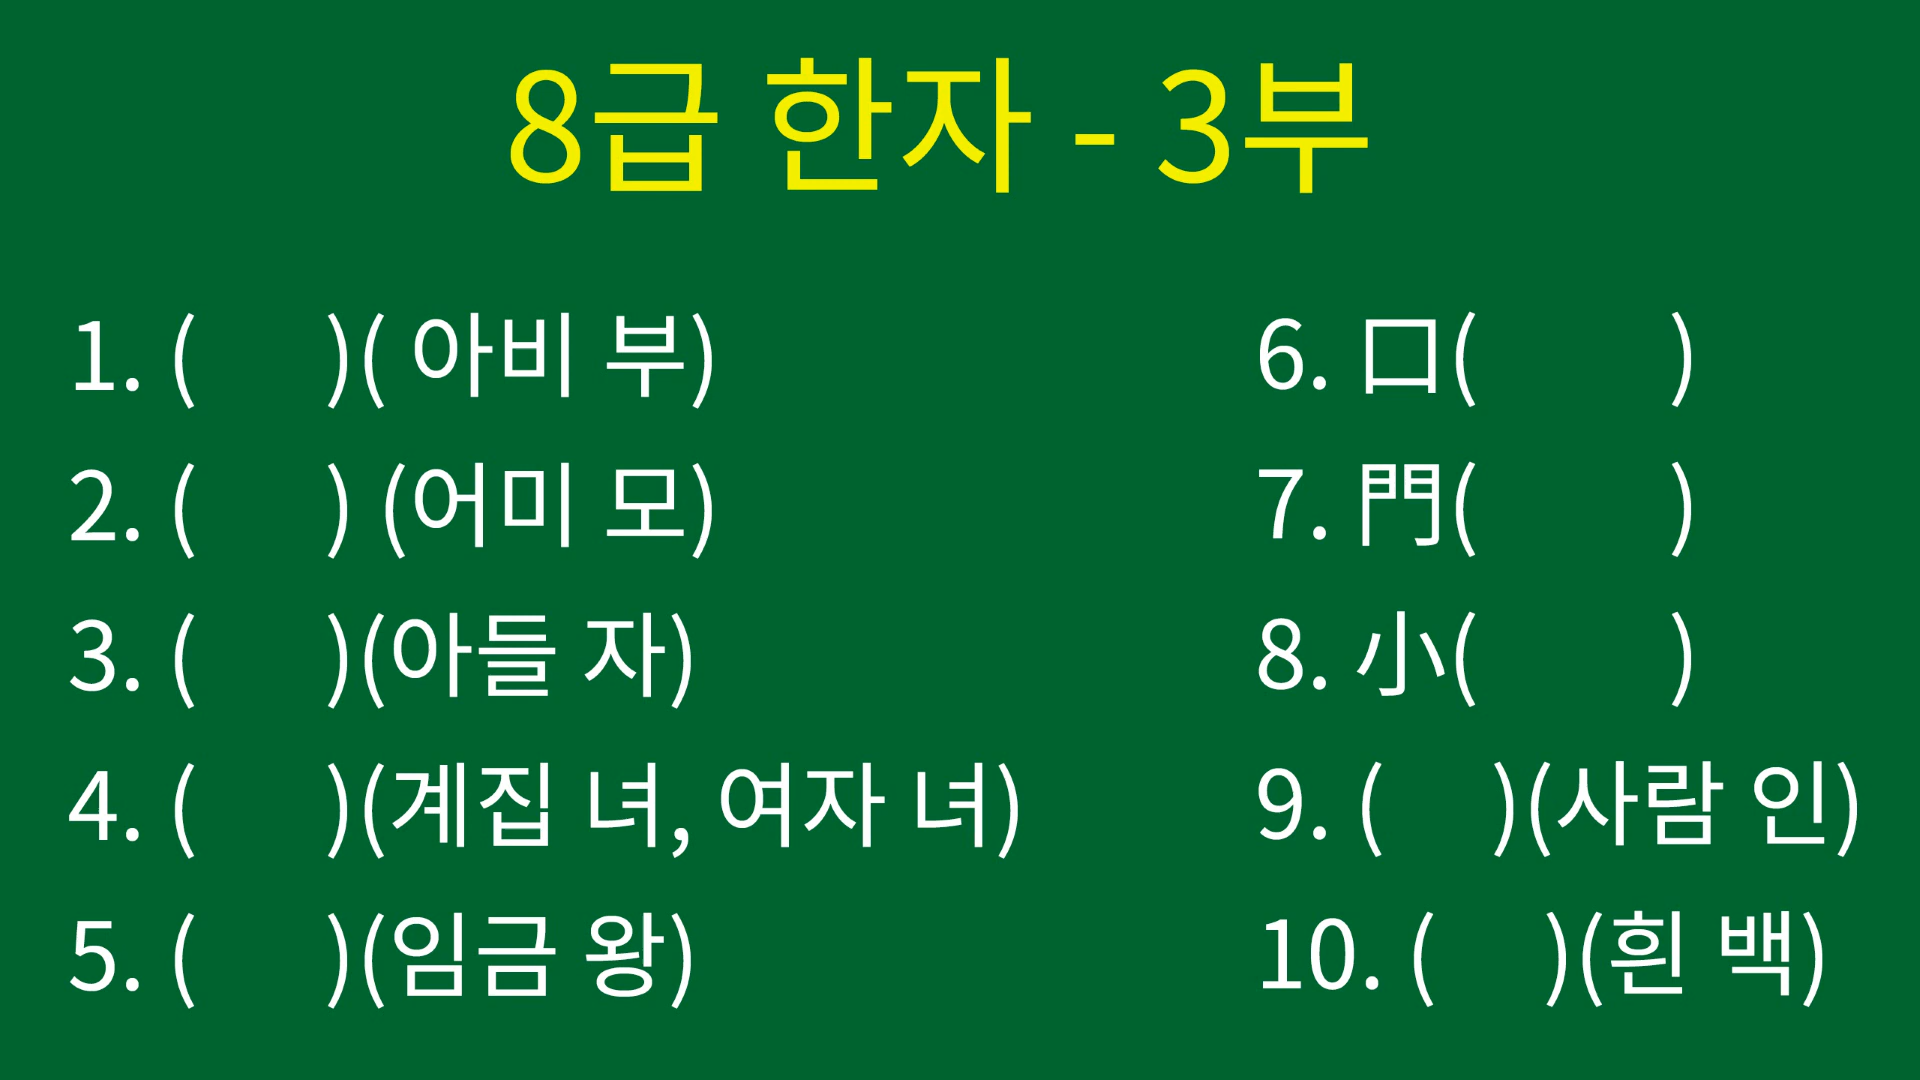 8급 한자 - 3부
1. (      )( 아비 부)
2. (      ) (어미 모)
3. (      )(아들 자)
4. (      )(계집 녀, 여자 녀)
5. (      )(임금 왕)
6. 口(        )
7. 門(        )
8. 小(        )
9. (     )(사람 인)
10. (     )(흰 백)